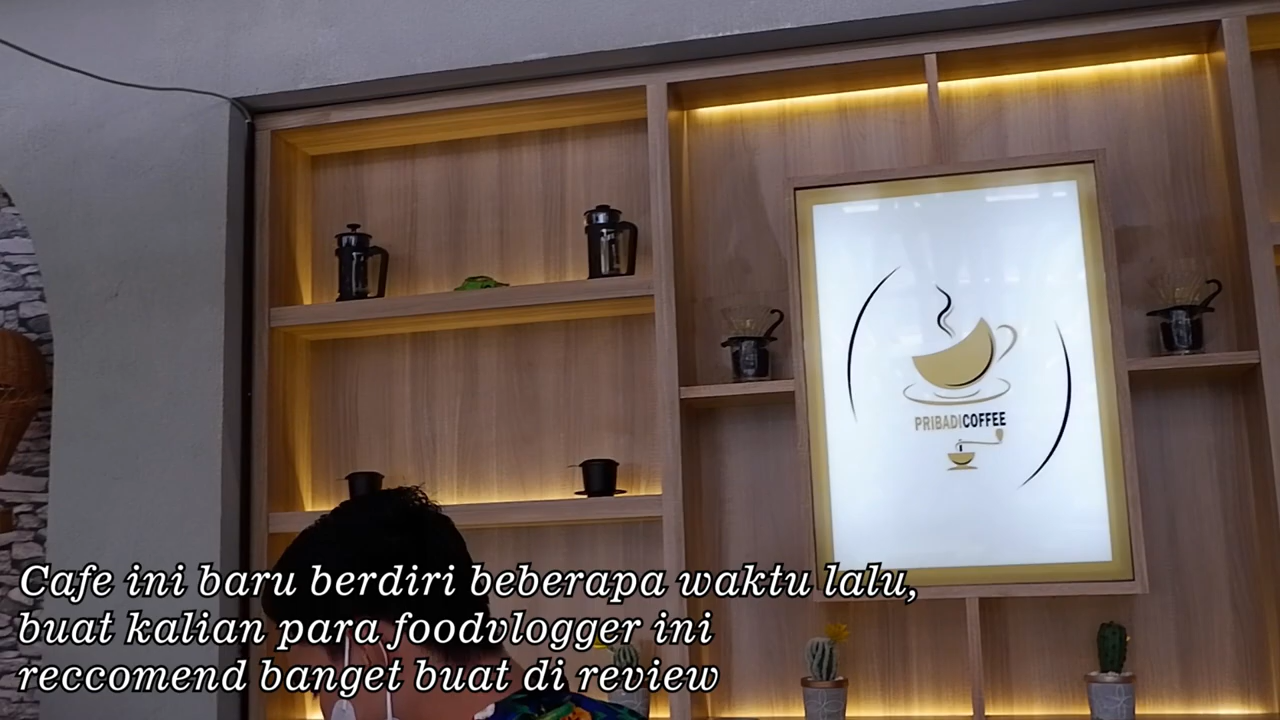 PRIBADICOFFEE
Cafe ini baru berdiri beberapa waktu lalu,
buat kalian para foodvlogger ini
reccomend banget buat di review